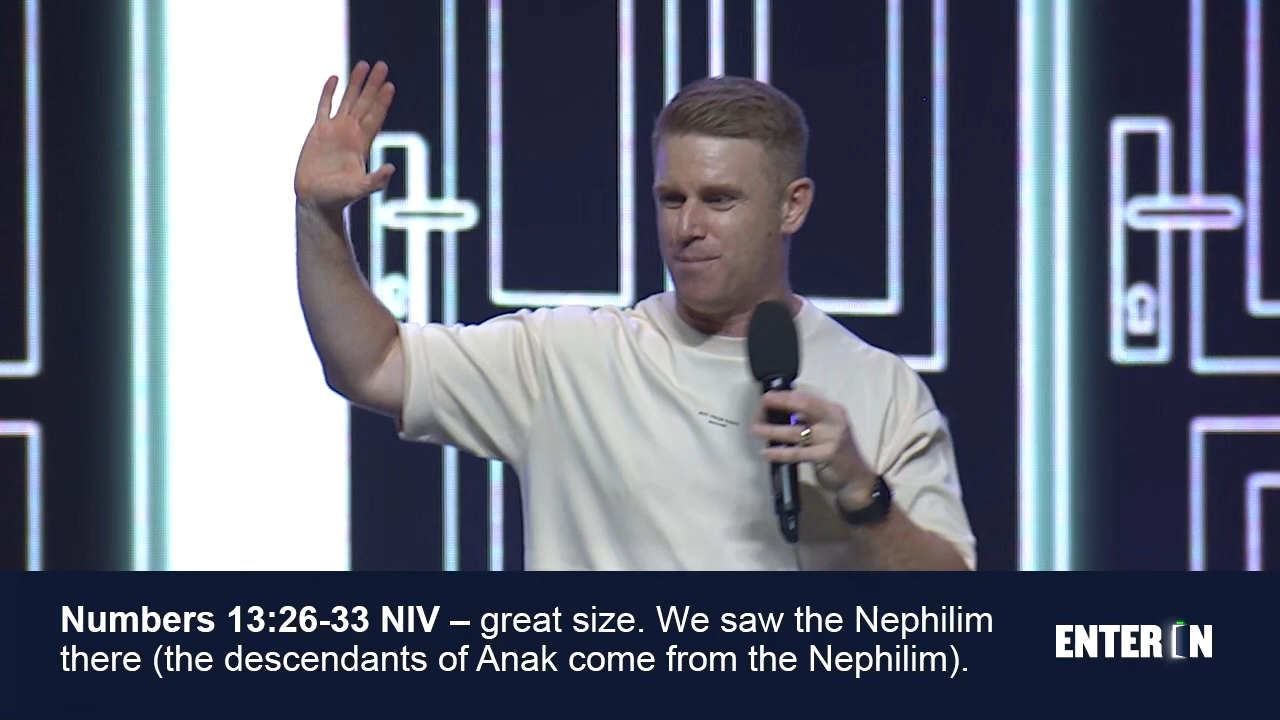 Numbers 13:26-33 NIV – great size. We saw the Nephilim
there (the descendants of Anak come from the Nephilim).
ENTER IN